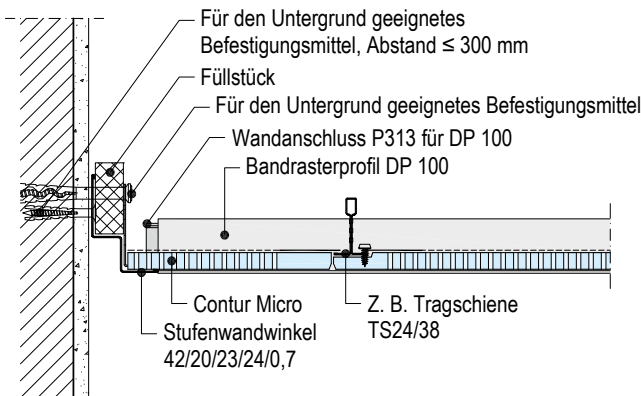 Für den Untergrund geeignetes
Befestigungsmittel, Abstand ≤ 300 mm
Füllstück
Für den Untergrund geeignetes Befestigungsmittel
Wandanschluss P313 für DP 100
Bandrasterprofil DP 100
Contur Micro
Stufenwandwinkel
42/20/23/24/0,7
Z. B. Tragschiene
TS24/38